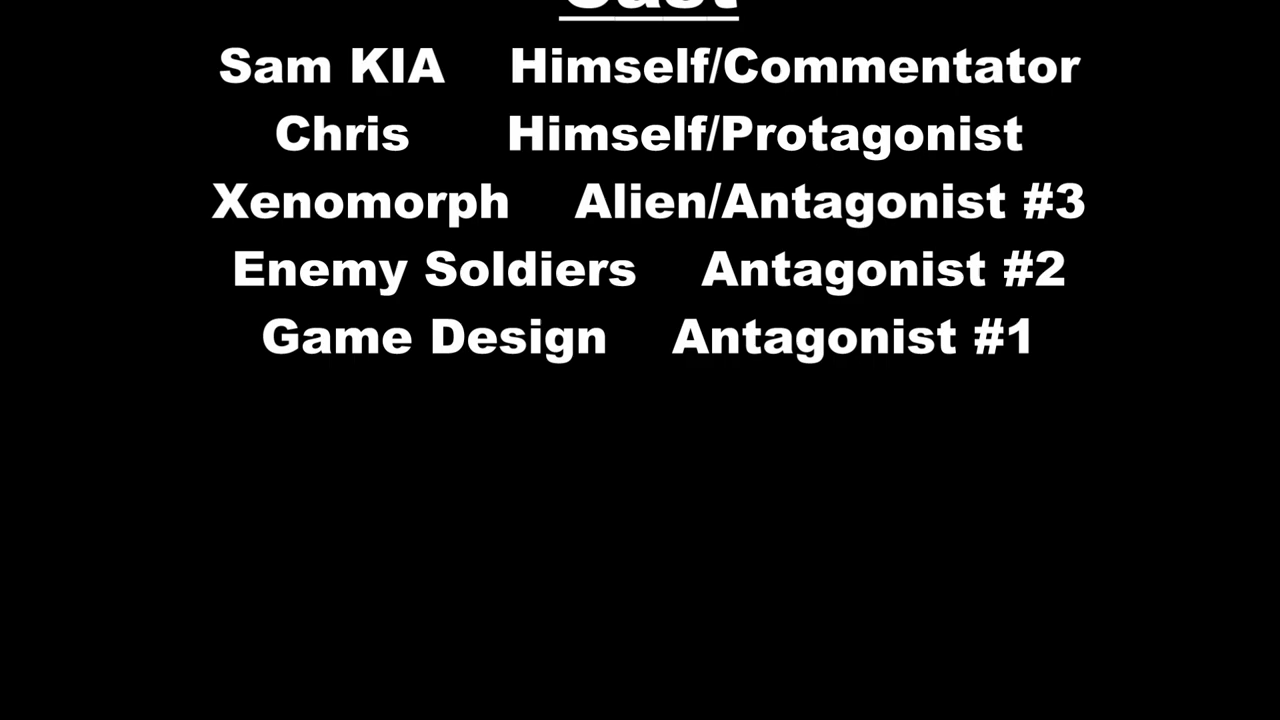 Cast
Sam KIA Himself/Commentator
Chris Himself/Protagonist
Xenomorph Alien/Antagonist #3
Enemy Soldiers Antagonist #2
Game Design Antagonist #1